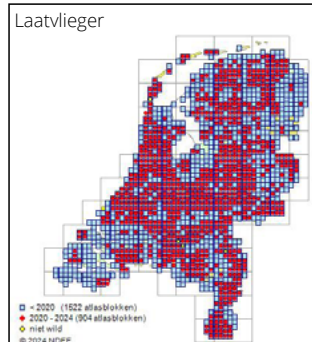 Laatvlieger
< 2020 (1522 atlasblokken)
2020 - 2024 (904 atlasblokken)
niet wild
© 2024 NDFF